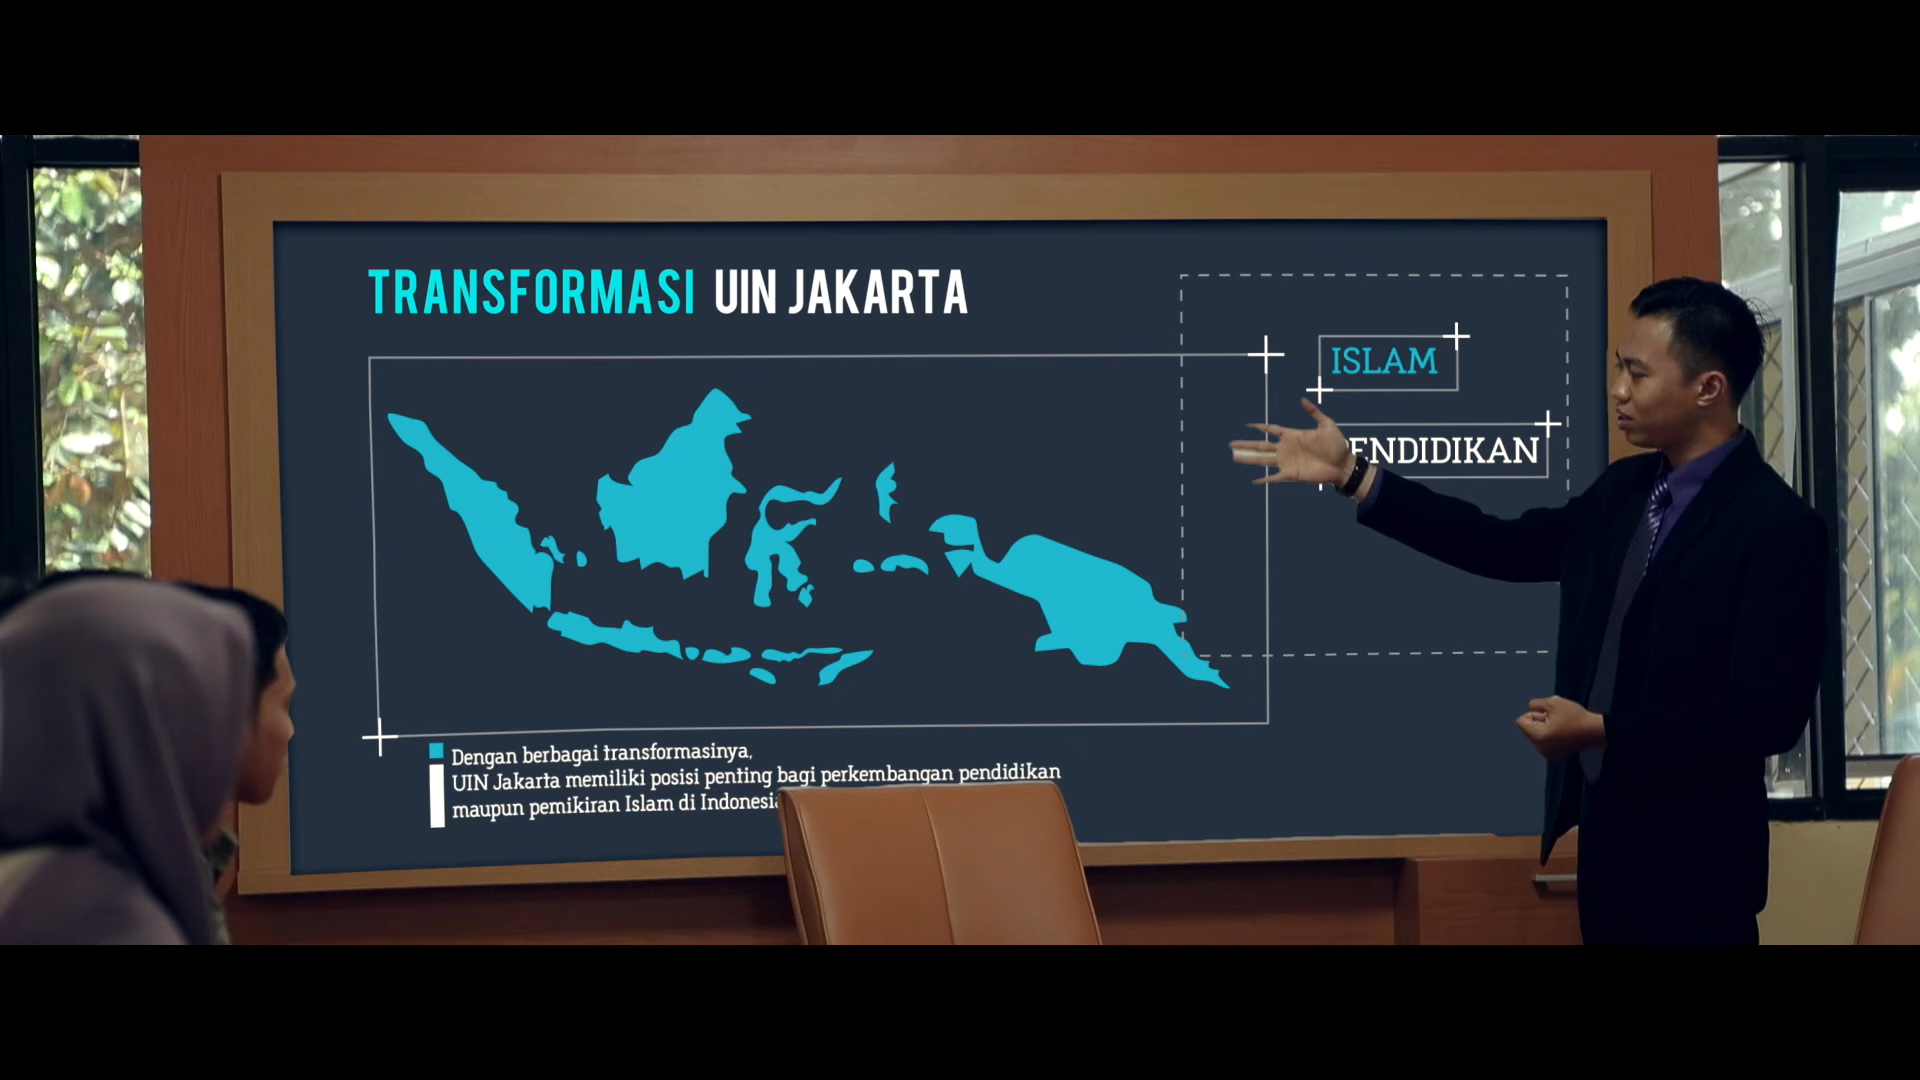 TRANSFORMASI UIN JAKARTA
ISLAM
PENDIDIKAN
Dengan berbagai transformasinya,
UIN Jakarta memiliki posisi penting bagi perkembangan pendidikan
maupun pemikiran Islam di Indonesia